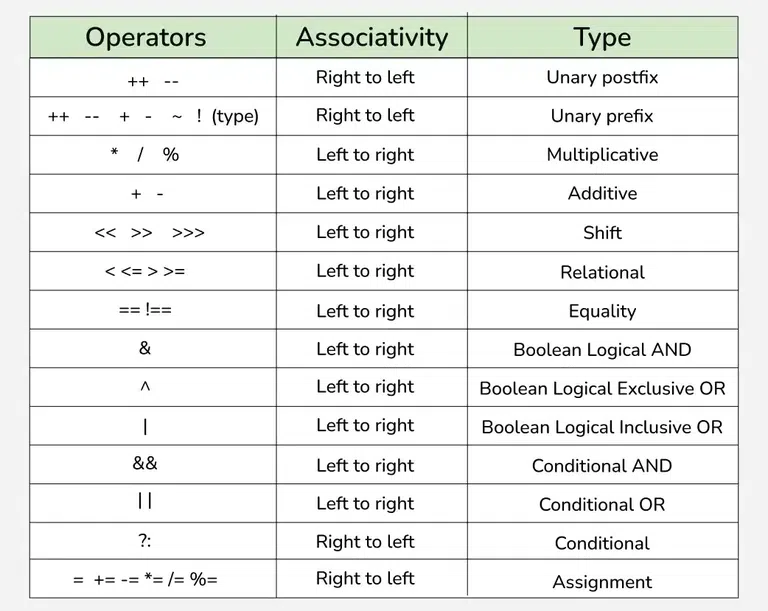 Operators Associativity Type
++ -- Right to left Unary postfix
++ -- + - ~ ! (type) Right to left Unary prefix
* / % Left to right Multiplicative
+ - Left to right Additive
<< >> >>> Left to right Shift
< <= > >= Left to right Relational
== !== Left to right Equality
& Left to right Boolean Logical AND
^ Left to right Boolean Logical Exclusive OR
| Left to right Boolean Logical Inclusive OR
&& Left to right Conditional AND
|| Left to right Conditional OR
?: Right to left Conditional
= += -= *= /= %= Right to left Assignment